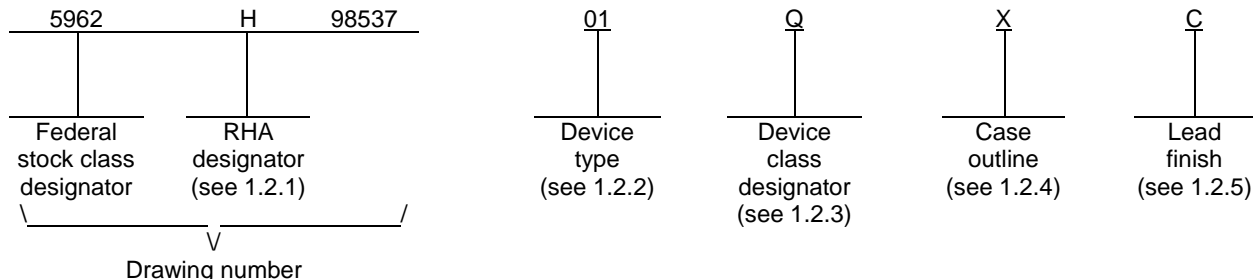 5962 H 98537 01 Q X C
Federal stock class designator
RHA designator (see 1.2.1)
Device type (see 1.2.2)
Device class designator (see 1.2.3)
Case outline (see 1.2.4)
Lead finish (see 1.2.5)
Drawing number